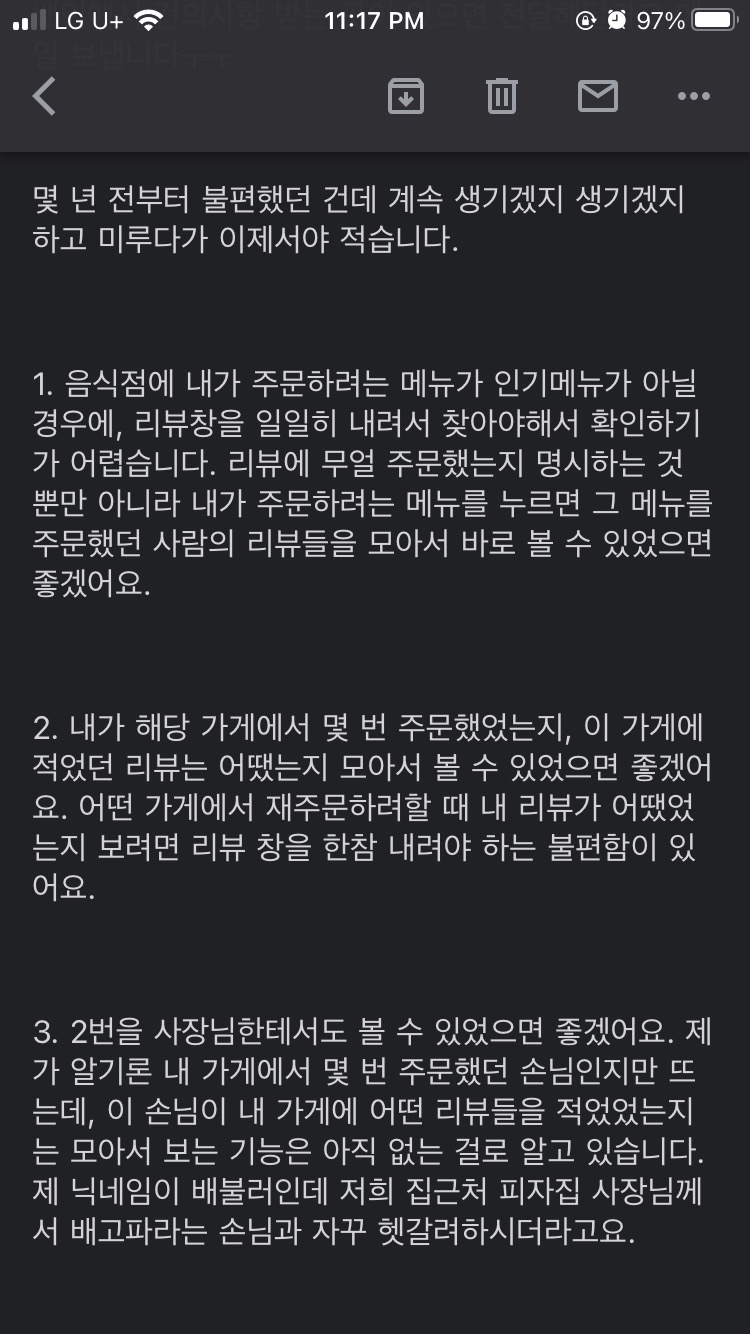 LG U+ 11:17 PM 97%
일 보냅니다ㅜㅜ
몇 년 전부터 불편했던 건데 계속 생기겠지 생기겠지
하고 미루다가 이제서야 적습니다.
1. 음식점에 내가 주문하려는 메뉴가 인기메뉴가 아닐
경우에, 리뷰창을 일일히 내려서 찾아야해서 확인하기
가 어렵습니다. 리뷰에 무얼 주문했는지 명시하는 것
뿐만 아니라 내가 주문하려는 메뉴를 누르면 그 메뉴를
주문했던 사람의 리뷰들을 모아서 바로 볼 수 있었으면
좋겠어요.
2. 내가 해당 가게에서 몇 번 주문했었는지, 이 가게에
적었던 리뷰는 어땠는지 모아서 볼 수 있었으면 좋겠어
요. 어떤 가게에서 재주문하려할 때 내 리뷰가 어땠었
는지 보려면 리뷰 창을 한참 내려야 하는 불편함이 있
어요.
3. 2번을 사장님한테서도 볼 수 있었으면 좋겠어요. 제
가 알기론 내 가게에서 몇 번 주문했던 손님인지만 뜨
는데, 이 손님이 내 가게에 어떤 리뷰들을 적었었는지
는 모아서 보는 기능은 아직 없는 걸로 알고 있습니다.
제 닉네임이 배불러인데 저희 집근처 피자집 사장님께
서 배고파라는 손님과 자꾸 헷갈려하시더라고요.